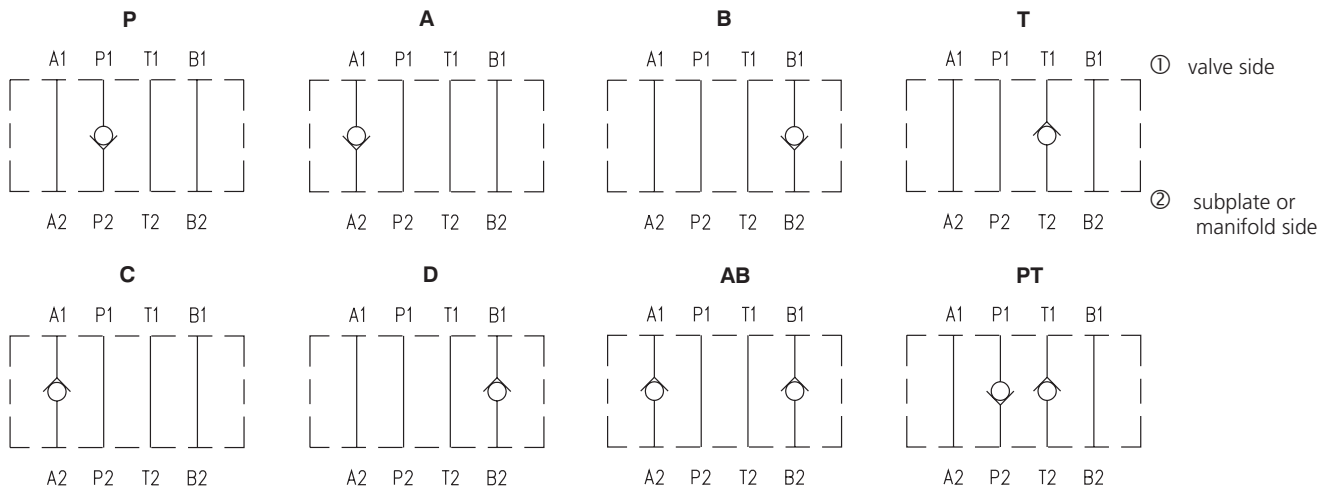 P A B T
A1 P1 T1 B1 A1 P1 T1 B1 A1 P1 T1 B1 A1 P1 T1 B1 ① valve side
A2 P2 T2 B2 A2 P2 T2 B2 A2 P2 T2 B2 A2 P2 T2 B2 ② subplate or
manifold side
C D AB PT
A1 P1 T1 B1 A1 P1 T1 B1 A1 P1 T1 B1 A1 P1 T1 B1
A2 P2 T2 B2 A2 P2 T2 B2 A2 P2 T2 B2 A2 P2 T2 B2